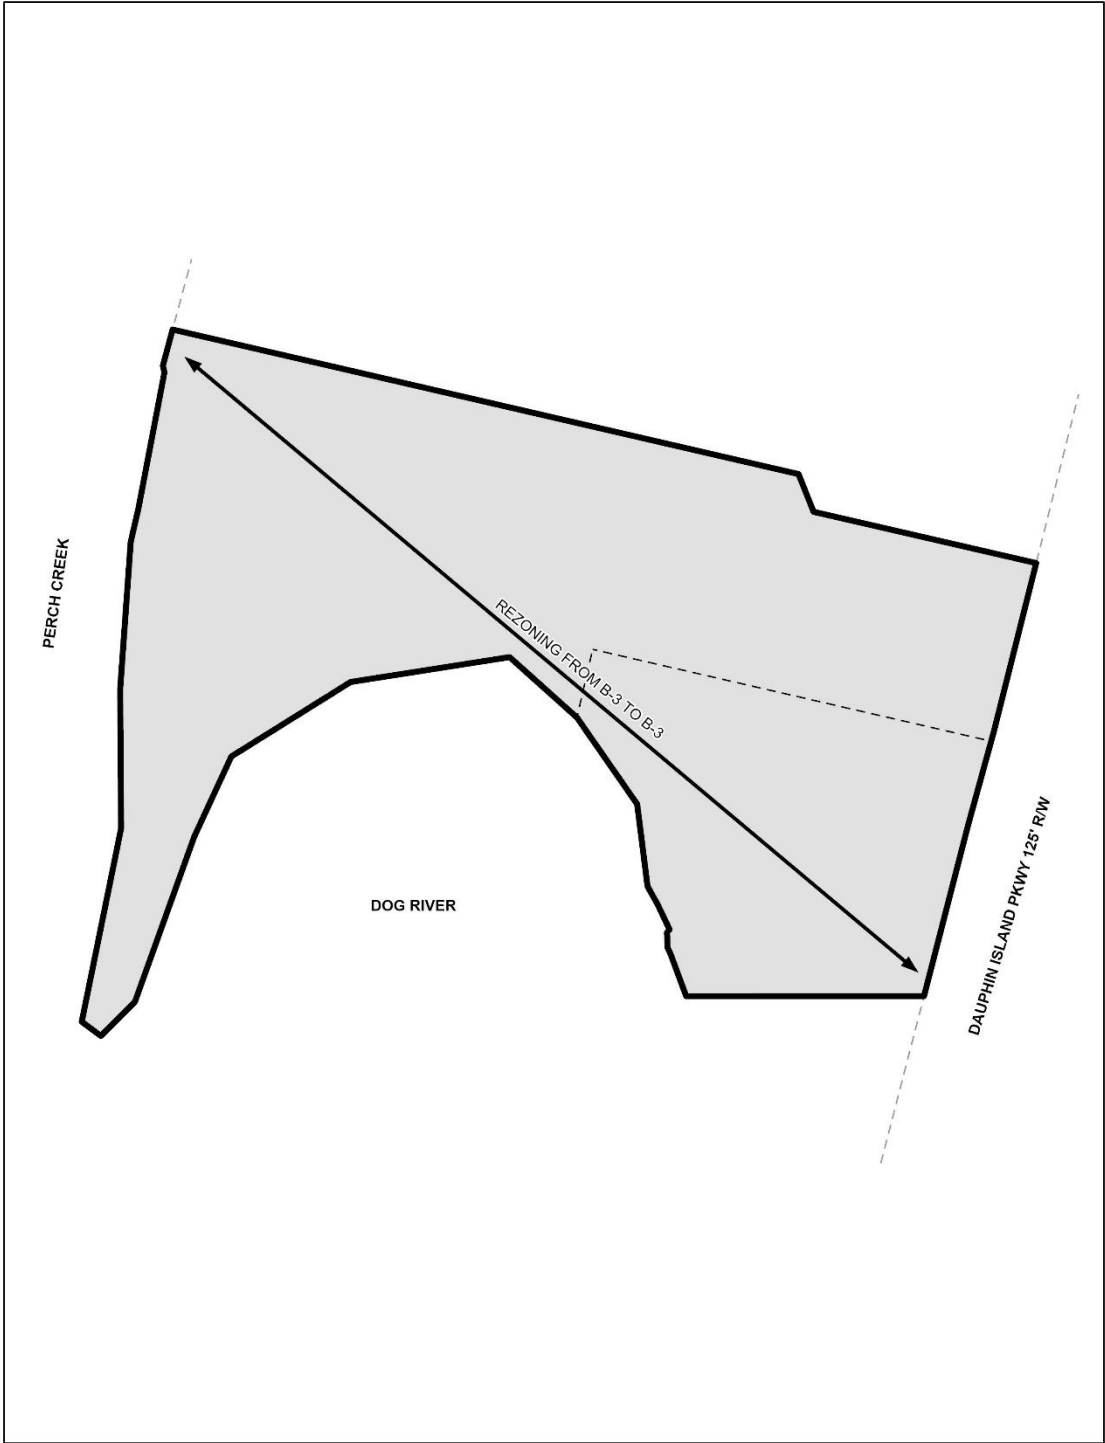 PERCH CREEK
REZONING FROM B-3 TO B-3
DOG RIVER
DAUPHIN ISLAND PKWY 125' R/W